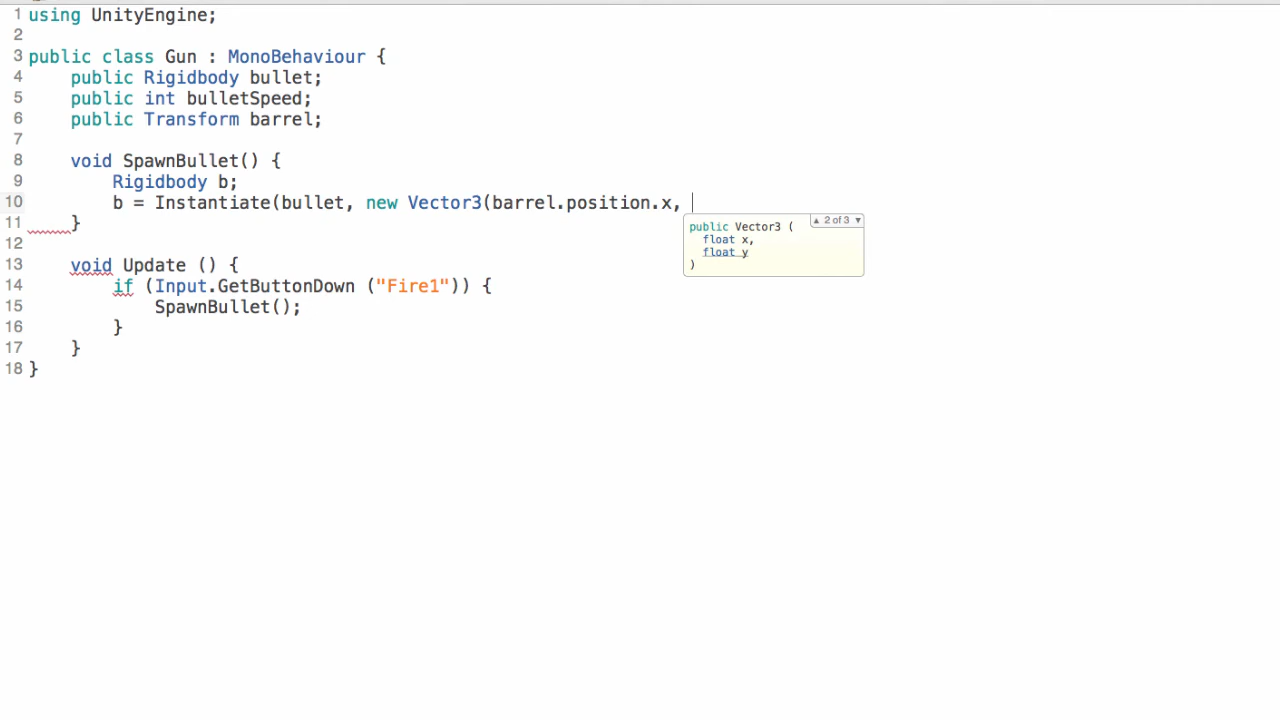 1 using UnityEngine;
2
3 public class Gun : MonoBehaviour {
4 public Rigidbody bullet;
5 public int bulletSpeed;
6 public Transform barrel;
7
8 void SpawnBullet() {
9 Rigidbody b;
10 b = Instantiate(bullet, new Vector3(barrel.position.x,
▲ 2 of 3 ▼
public Vector3 (
float x,
float y
)
11 }
12
13 void Update () {
14 if (Input.GetButtonDown ("Fire1")) {
15 SpawnBullet();
16 }
17 }
18 }